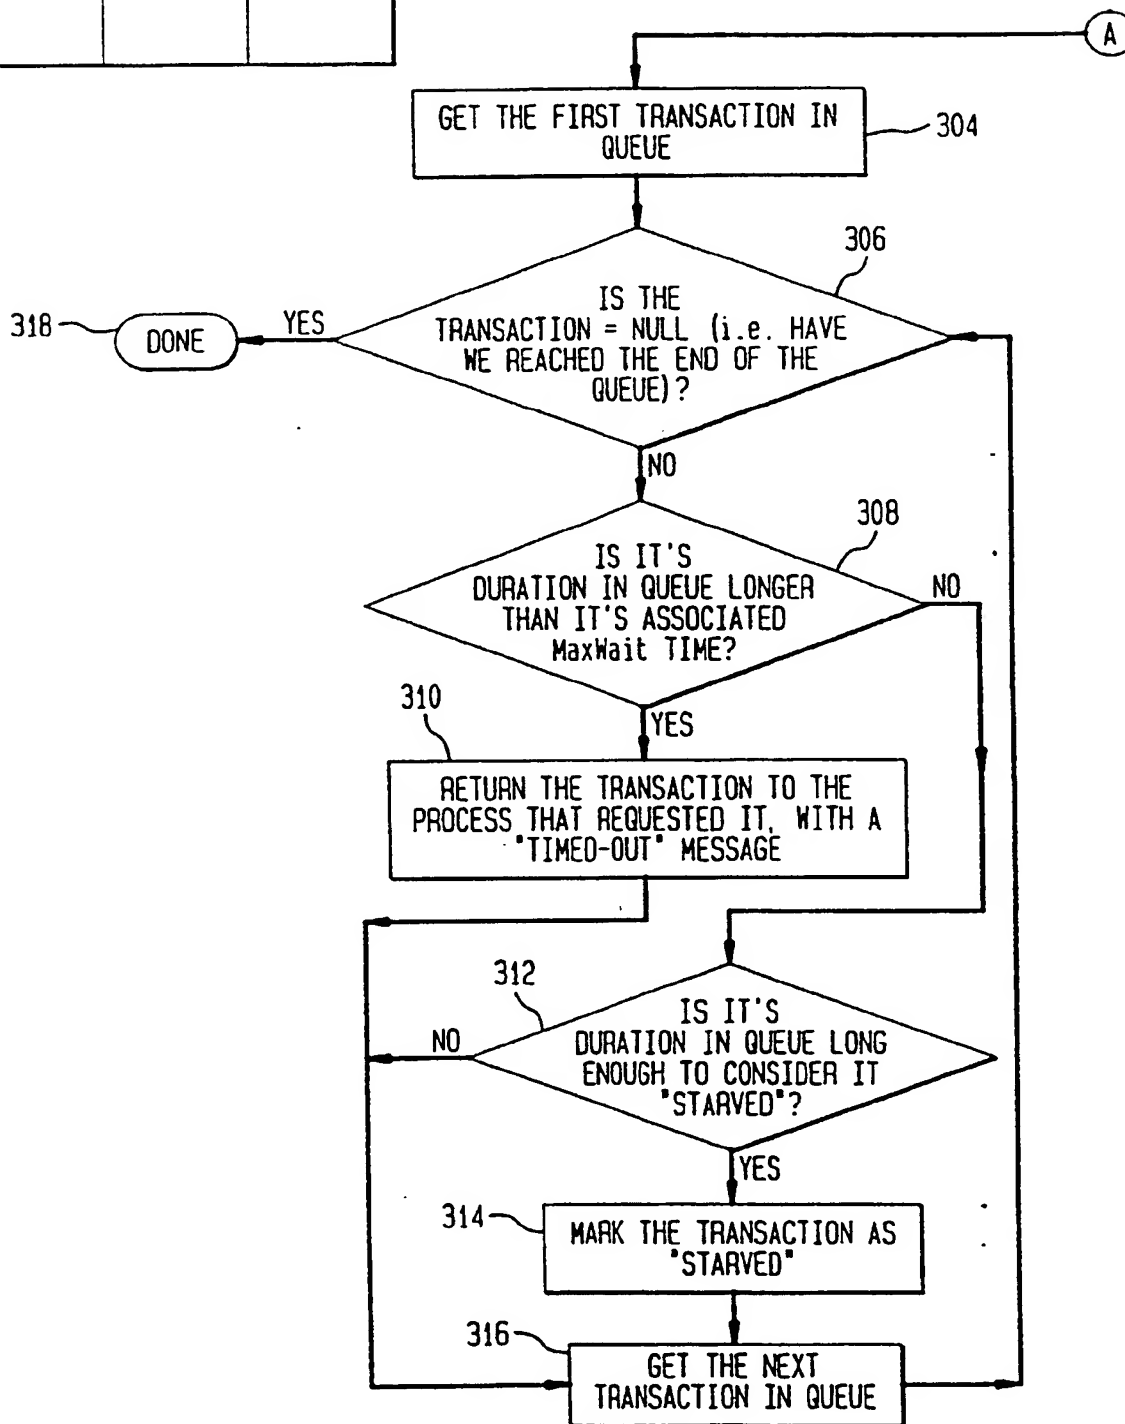 A
GET THE FIRST TRANSACTION IN
QUEUE
304
306
IS THE
TRANSACTION = NULL (i.e. HAVE
WE REACHED THE END OF THE
QUEUE)?
318
DONE
YES
NO
308
IS IT'S
DURATION IN QUEUE LONGER
THAN IT'S ASSOCIATED
MaxWait TIME?
NO
310
YES
RETURN THE TRANSACTION TO THE
PROCESS THAT REQUESTED IT, WITH A
"TIMED-OUT" MESSAGE
312
IS IT'S
DURATION IN QUEUE LONG
ENOUGH TO CONSIDER IT
"STARVED"?
NO
YES
314
MARK THE TRANSACTION AS
"STARVED"
316
GET THE NEXT
TRANSACTION IN QUEUE